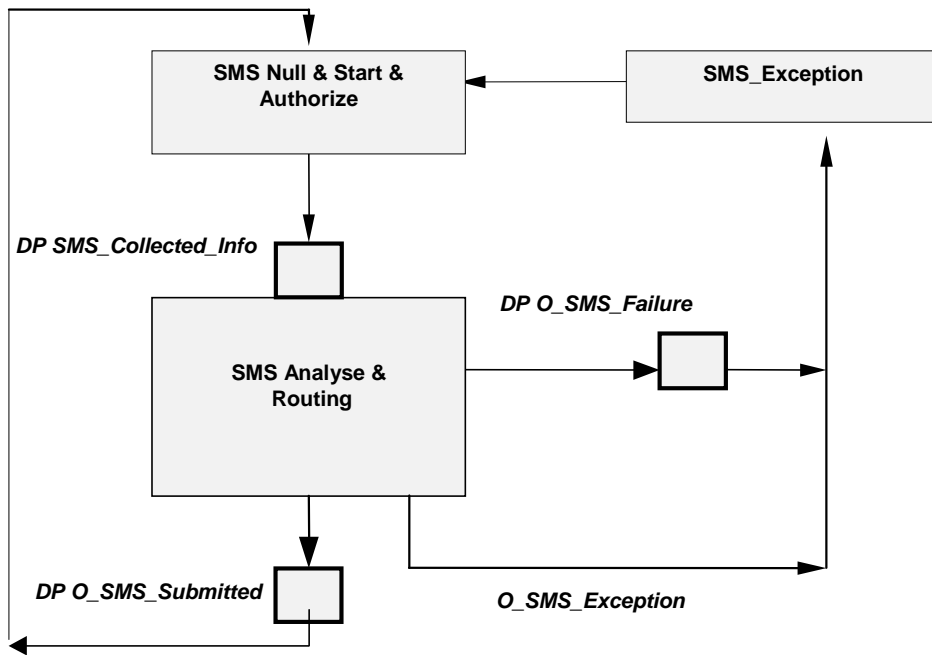 SMS Null & Start &
Authorize
SMS_Exception
DP SMS_Collected_Info
DP O_SMS_Failure
SMS Analyse &
Routing
DP O_SMS_Submitted
O_SMS_Exception